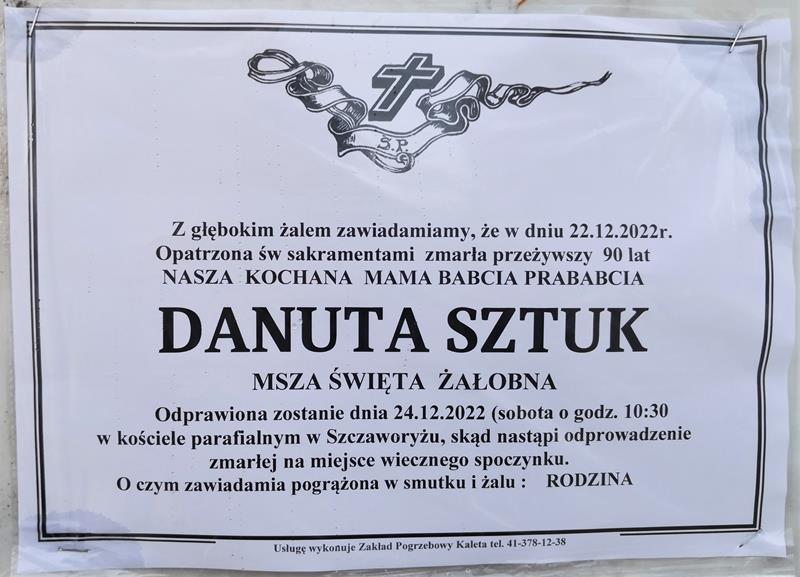 Ś.P.
Z głębokim żalem zawiadamiamy, że w dniu 22.12.2022r.
Opatrzona św sakramentami zmarła przeżywszy 90 lat
NASZA KOCHANA MAMA BABCIA PRABABCIA
DANUTA SZTUK
MSZA ŚWIĘTA ŻAŁOBNA
Odprawiona zostanie dnia 24.12.2022 (sobota o godz. 10:30
w kościele parafialnym w Szczaworyżu, skąd nastąpi odprowadzenie
zmarłej na miejsce wiecznego spoczynku.
O czym zawiadamia pogrążona w smutku i żalu : RODZINA
Usługę wykonuje Zakład Pogrzebowy Kaleta tel. 41-378-12-38